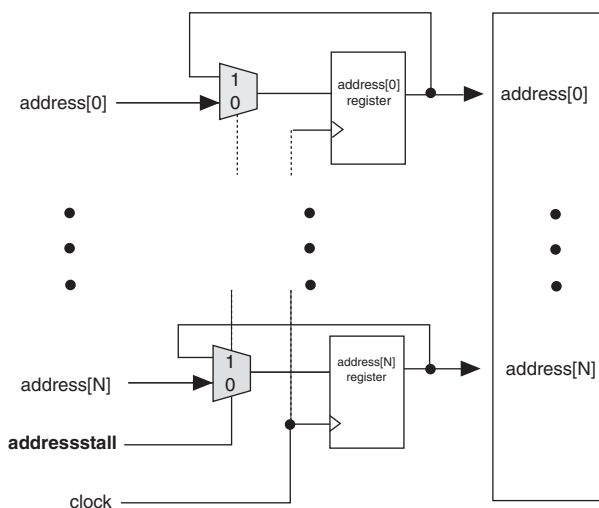 1
0
address[0]
address[0]
register
address[0]
1
0
address[N]
address[N]
register
address[N]
addressstall
clock